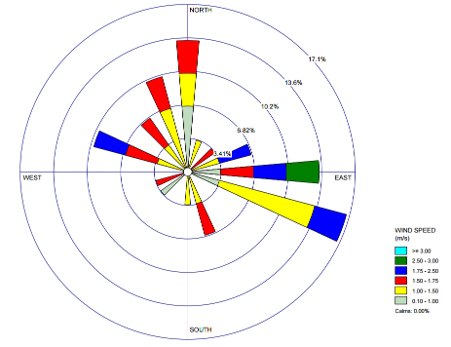 NORTH
17.1%
13.6%
10.2%
6.82%
3.41%
WEST
EAST
SOUTH
WIND SPEED
(m/s)
>= 3.00
2.50 - 3.00
1.75 - 2.50
1.50 - 1.75
1.00 - 1.50
0.10 - 1.00
Calms: 0.00%